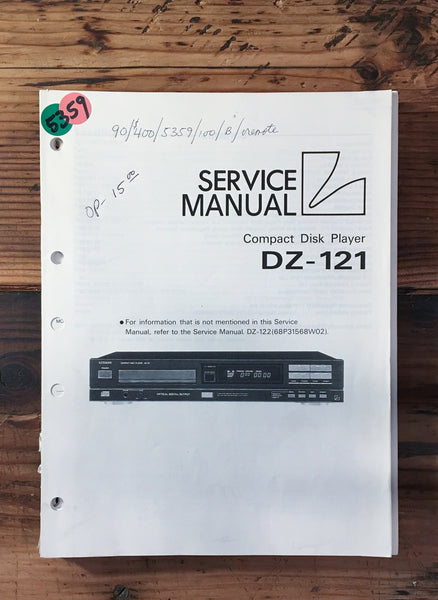 5359
90/$400/5359/100/B'/remote
OP- 15.00
SERVICE
MANUAL
Compact Disk Player
DZ-121
MC
• For information that is not mentioned in this Service
Manual, refer to the Service Manual. DZ-122(68P31568W02).
OPTICAL DIGITAL OUTPUT